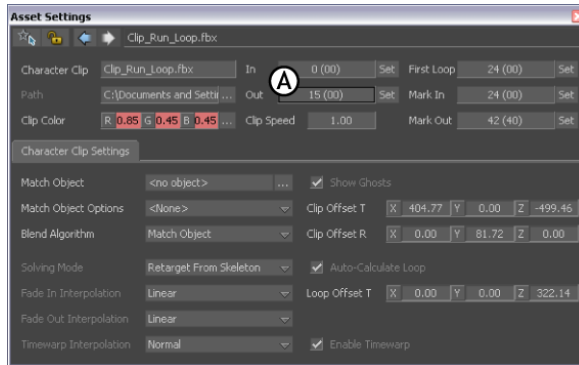 Asset Settings
Clip_Run_Loop.fbx
Character Clip Clip_Run_Loop.fbx In 0 (00) Set First Loop 24 (00) Set
Path C:\Documents and Settir ... Out 15 (00) Set Mark In 24 (00) Set
A
Clip Color R 0.85 G 0.45 B 0.45 ... Clip Speed 1.00 Mark Out 42 (40) Set
Character Clip Settings
Match Object <no object> ... Show Ghosts
Match Object Options <None> Clip Offset T X 404.77 Y 0.00 Z -499.46
Blend Algorithm Match Object Clip Offset R X 0.00 Y 81.72 Z 0.00
Solving Mode Retarget From Skeleton Auto-Calculate Loop
Fade In Interpolation Linear Loop Offset T X 0.00 Y 0.00 Z 322.14
Fade Out Interpolation Linear
Timewarp Interpolation Normal Enable Timewarp